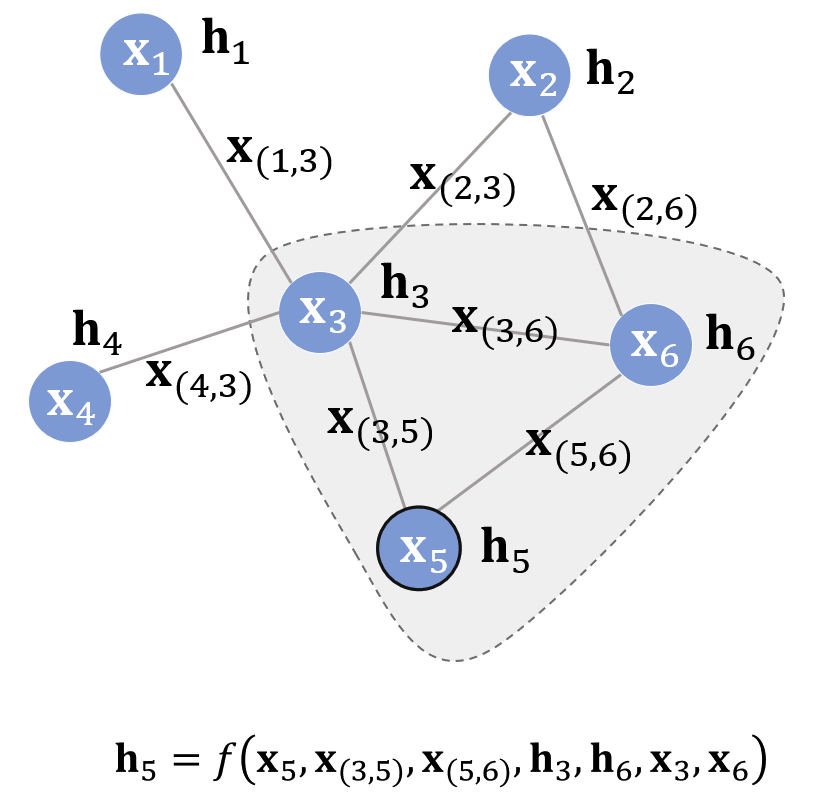 x₁ h₁
x₂ h₂
x₍₁,₃₎
x₍₂,₃₎
x₍₂,₆₎
h₃
x₃
x₍₃,₆₎
h₄
x₆ h₆
x₍₄,₃₎
x₄
x₍₃,₅₎
x₍₅,₆₎
x₅ h₅
h₅ = f(x₅, x₍₃,₅₎, x₍₅,₆₎, h₃, h₆, x₃, x₆)